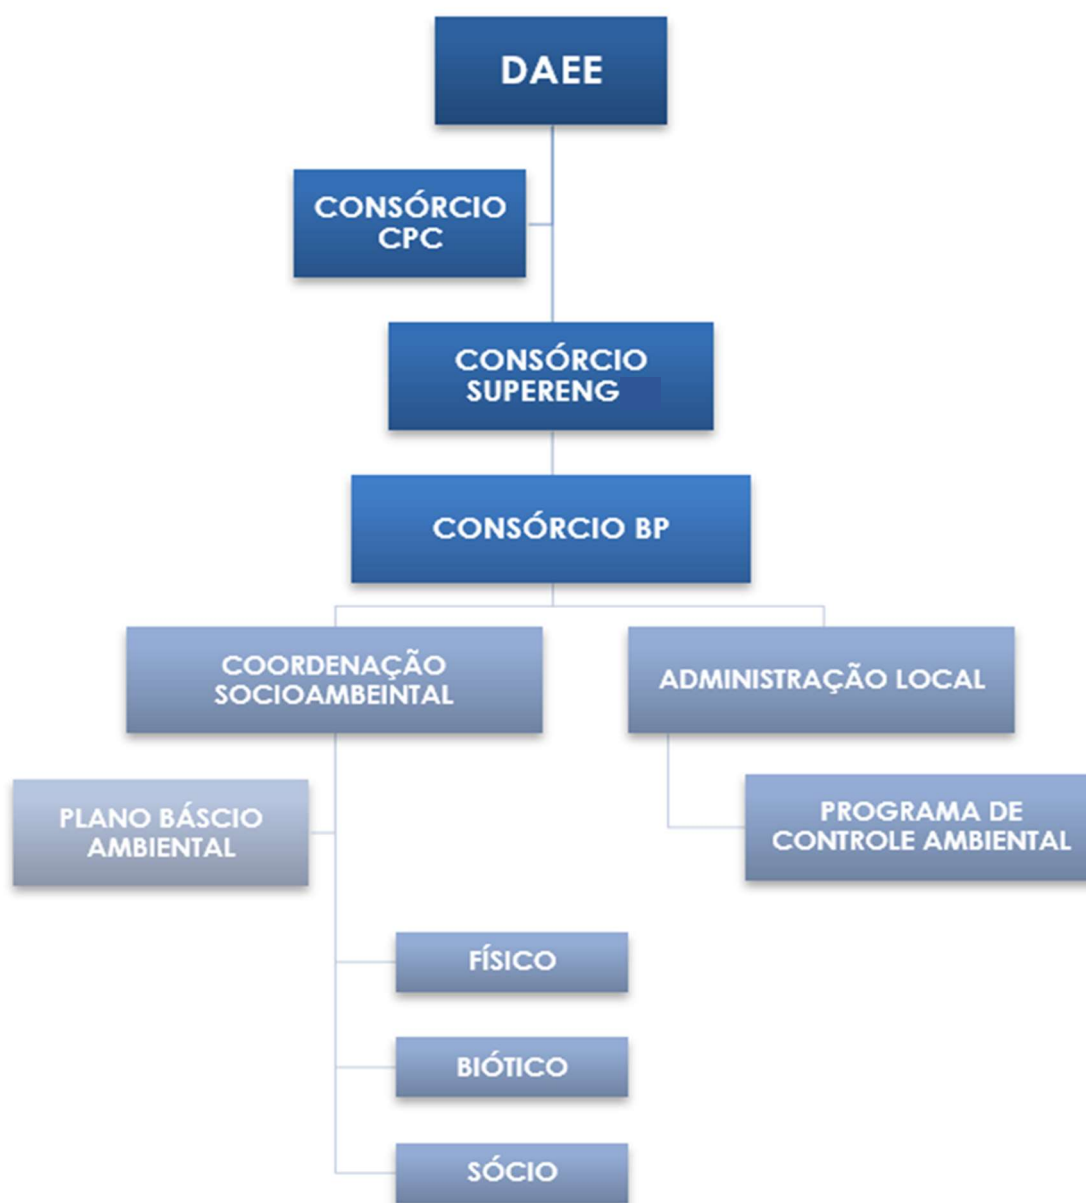 DAEE
CONSÓRCIO
CPC
CONSÓRCIO
SUPERENG
CONSÓRCIO BP
COORDENAÇÃO
SOCIOAMBEINTAL
ADMINISTRAÇÃO LOCAL
PLANO BÁSCIO
AMBIENTAL
PROGRAMA DE
CONTROLE AMBIENTAL
FÍSICO
BIÓTICO
SÓCIO